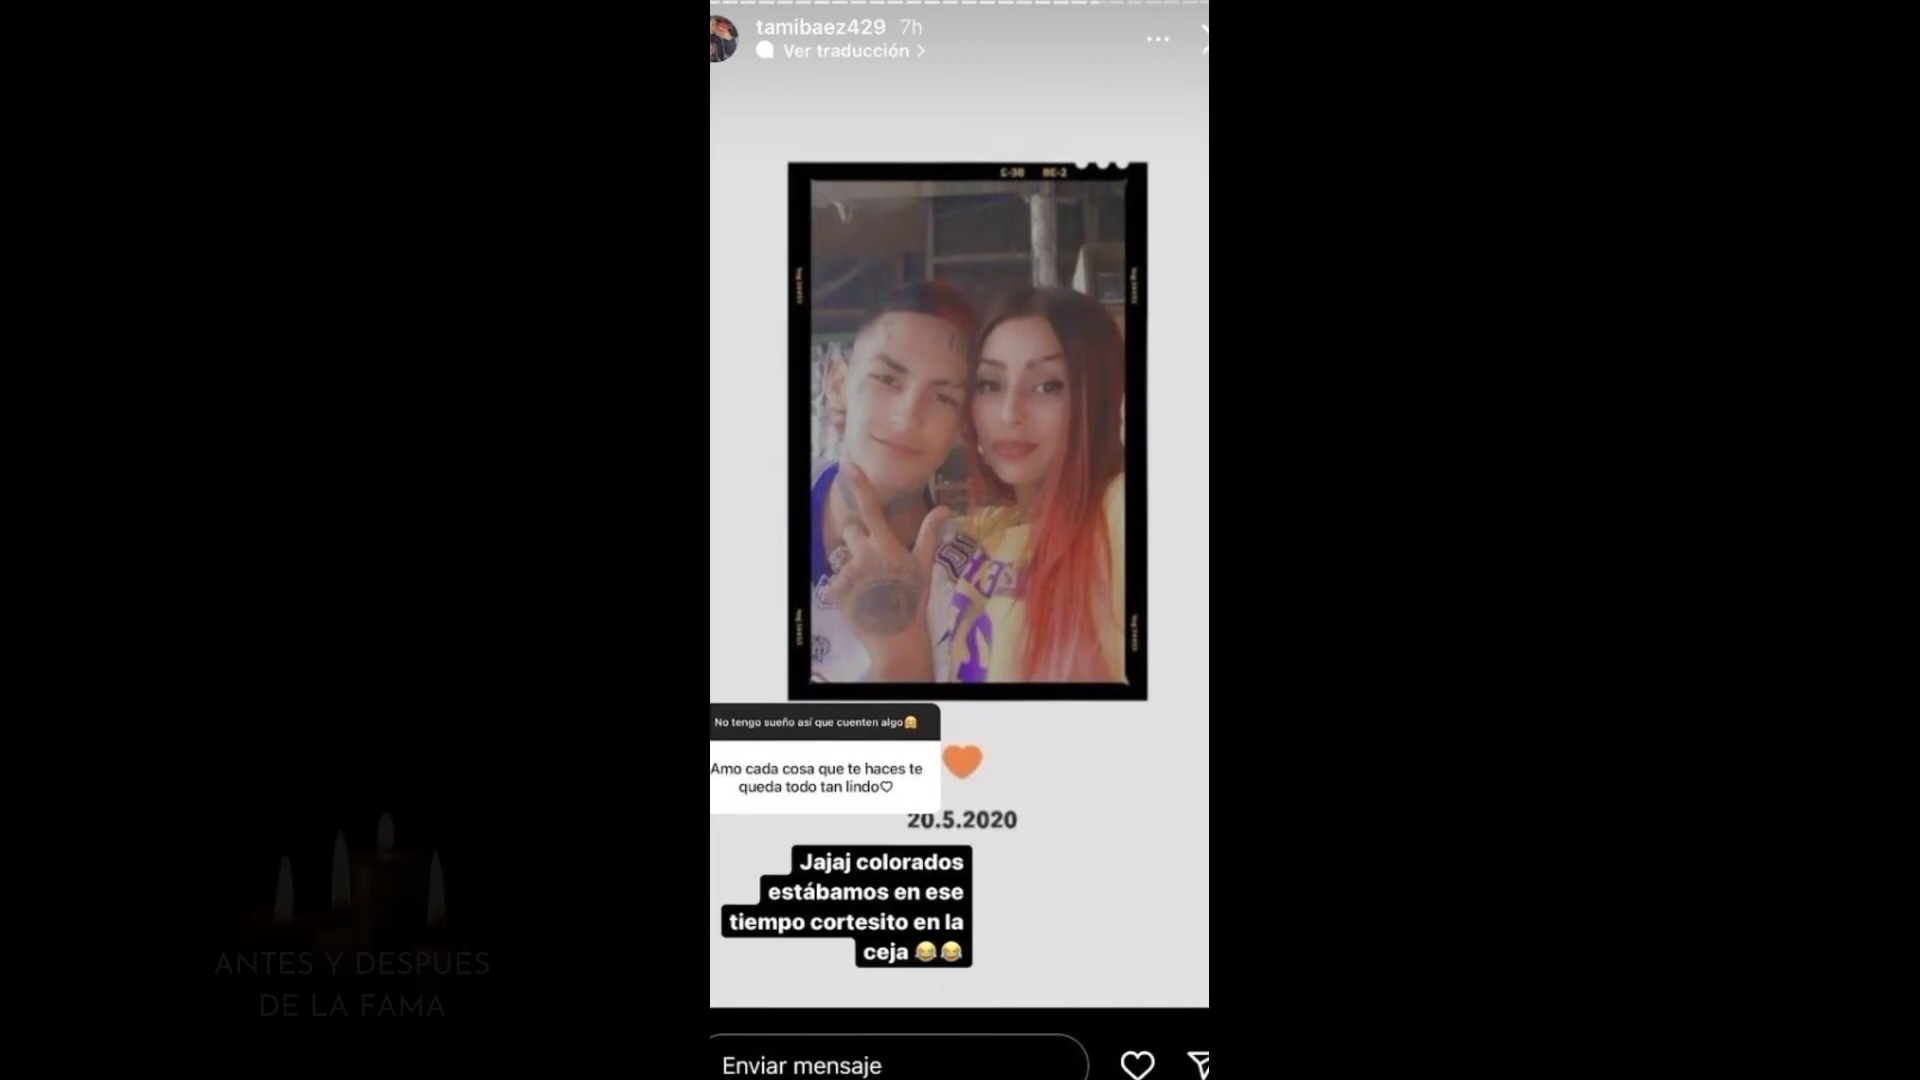 tamibaez429 7h
Ver traducción >
No tengo sueño así que cuenten algo🤗
Amo cada cosa que te haces te
queda todo tan lindo♡
20.5.2020
Jajaj colorados
estábamos en ese
tiempo cortesito en la
ceja 😂😂
ANTES Y DESPUÉS
DE LA FAMA
Enviar mensaje